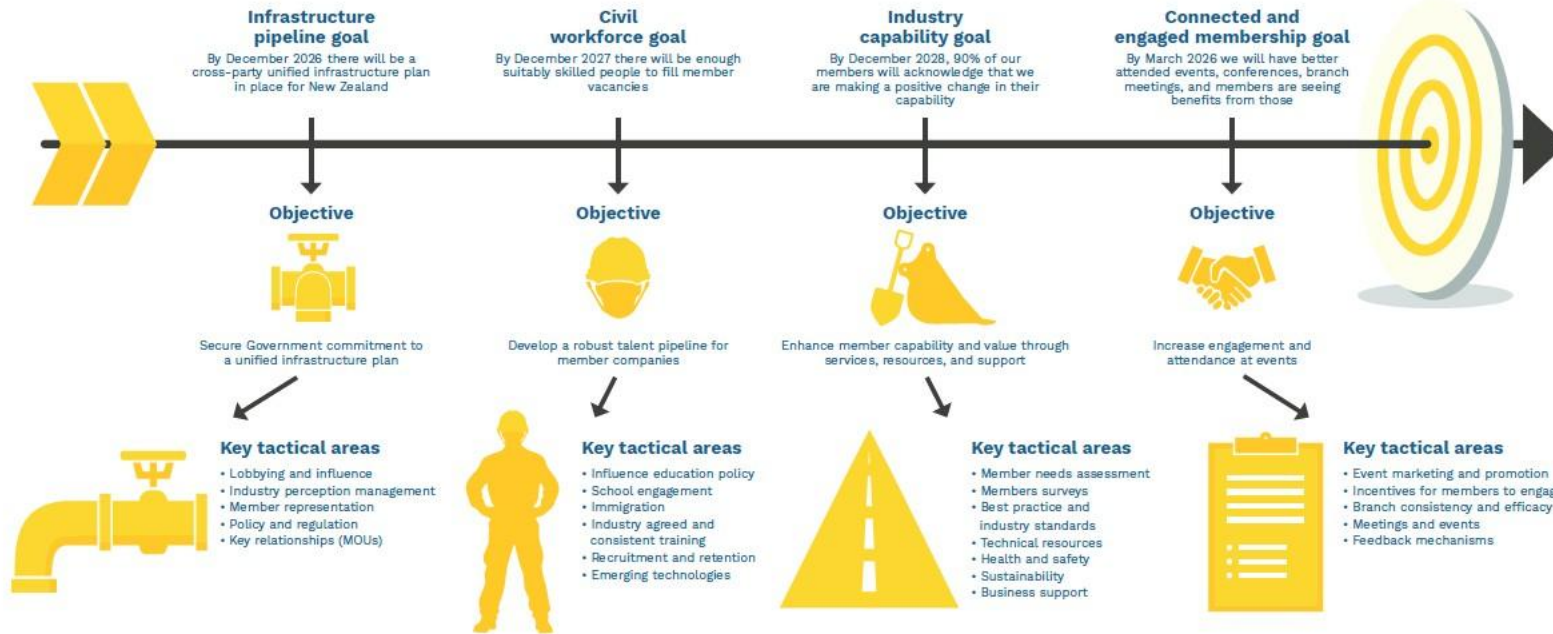 Infrastructure
pipeline goal
By December 2026 there will be a
cross-party unified infrastructure plan
in place for New Zealand
Civil
workforce goal
By December 2027 there will be enough
suitably skilled people to fill member
vacancies
Industry
capability goal
By December 2028, 90% of our
members will acknowledge that we
are making a positive change in their
capability
Connected and
engaged membership goal
By March 2026 we will have better
attended events, conferences, branch
meetings, and members are seeing
benefits from those
Objective
Secure Government commitment to
a unified infrastructure plan
Objective
Develop a robust talent pipeline for
member companies
Objective
Enhance member capability and value through
services, resources, and support
Objective
Increase engagement and
attendance at events
Key tactical areas
• Lobbying and influence
• Industry perception management
• Member representation
• Policy and regulation
• Key relationships (MOUs)
Key tactical areas
• Influence education policy
• School engagement
• Immigration
• Industry agreed and
consistent training
• Recruitment and retention
• Emerging technologies
Key tactical areas
• Member needs assessment
• Members surveys
• Best practice and
industry standards
• Technical resources
• Health and safety
• Sustainability
• Business support
Key tactical areas
• Event marketing and promotion
• Incentives for members to engag
• Branch consistency and efficacy
• Meetings and events
• Feedback mechanisms